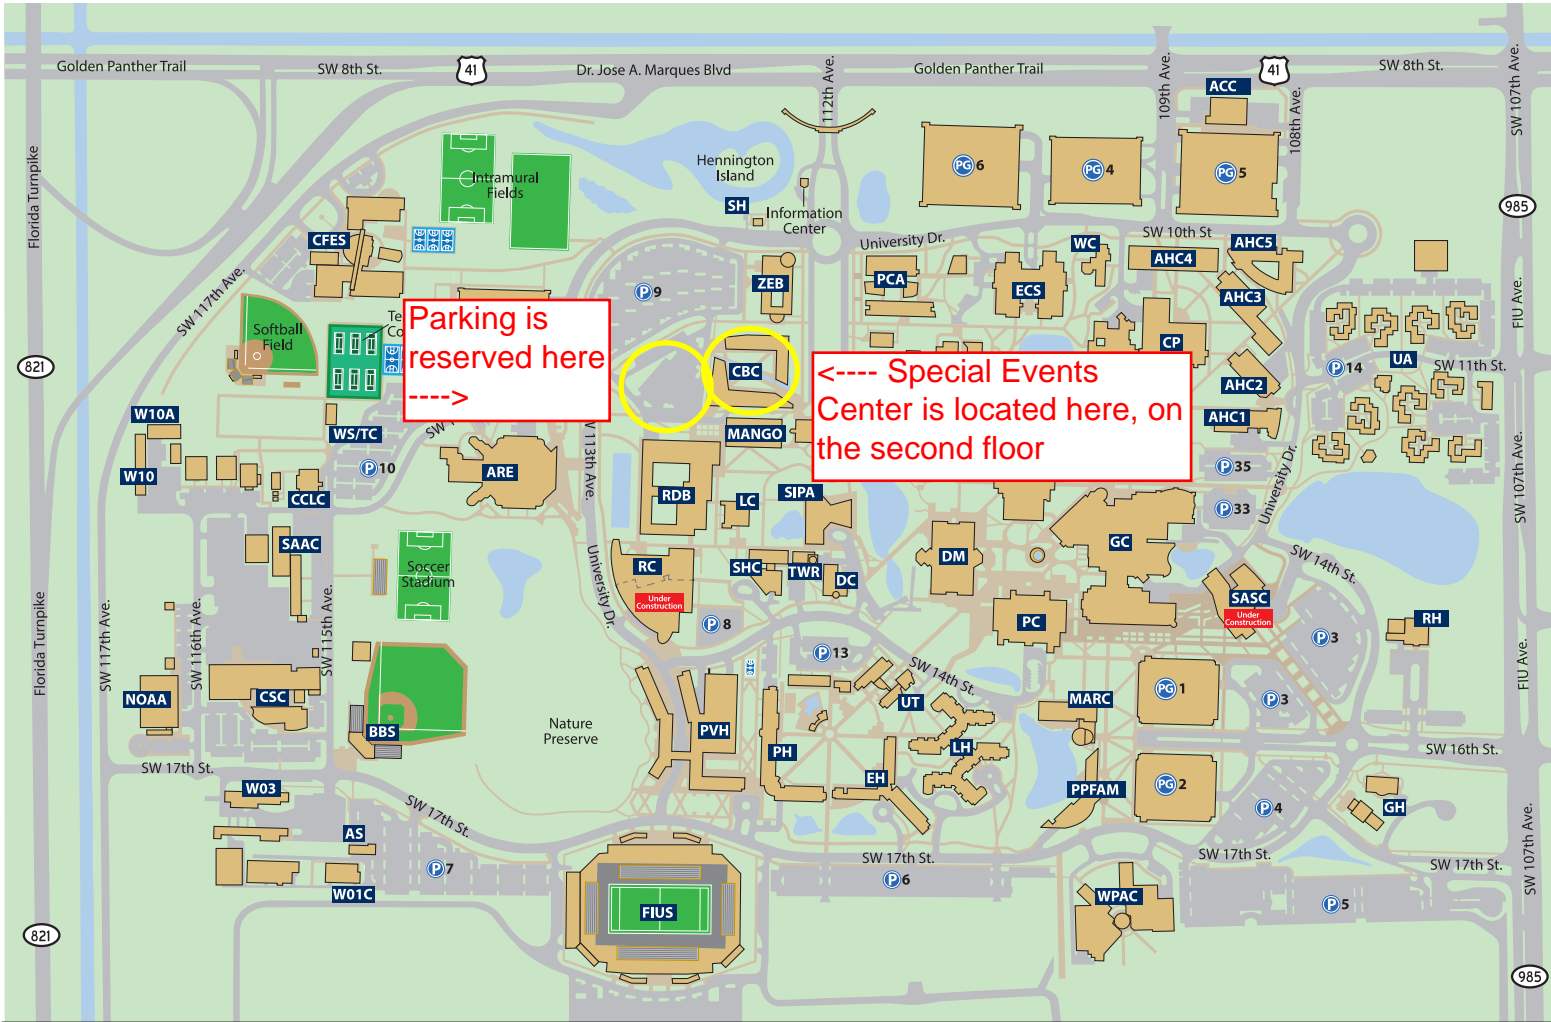 Golden Panther Trail
SW 8th St.
41
Dr. Jose A. Marques Blvd
112th Ave.
Golden Panther Trail
109th Ave.
41
SW 8th St.
SW 107th Ave.
ACC
108th Ave.
Florida Turnpike
Intramural
Fields
Hennington
Island
SH
Information
Center
PG 6
PG 4
PG 5
985
CFES
University Dr.
WC
SW 10th St
AHC4
AHC5
SW 117th Ave.
P 9
ZEB
PCA
ECS
AHC3
FIU Ave.
Softball
Field
Te
Co
Parking is
reserved here
---->
CBC
<---- Special Events
Center is located here, on
the second floor
CP
821
P 14
UA
SW 11th St.
AHC2
W10A
WS/TC
MANGO
AHC1
W10
P 10
ARE
SW 113th Ave.
CCLC
RDB
LC
SIPA
P 35
P 33
University Dr.
SW 107th Ave.
SAAC
Soccer
Stadium
University Dr.
RC
Under
Construction
SHC
TWR
DC
DM
GC
SW 14th St.
SASC
Under
Construction
Florida Turnpike
SW 117th Ave.
SW 116th Ave.
SW 115th Ave.
P 8
P 13
PC
P 3
RH
SW 14th St.
FIU Ave.
NOAA
CSC
BBS
Nature
Preserve
PVH
PH
UT
LH
EH
MARC
PG 1
P 3
SW 16th St.
SW 17th St.
W03
SW 17th St.
PPFAM
PG 2
P 4
GH
AS
P 7
W01C
SW 17th St.
P 6
SW 17th St.
SW 17th St.
SW 107th Ave.
FIUS
WPAC
P 5
821
985